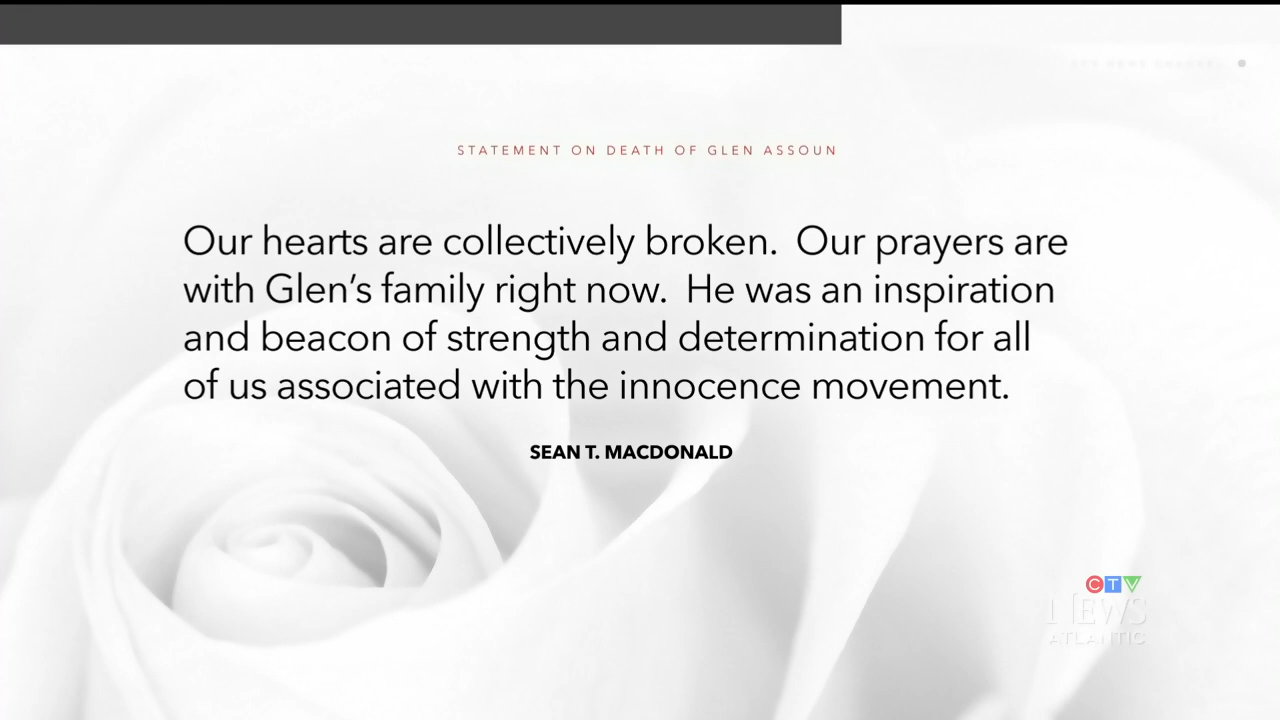 STATEMENT ON DEATH OF GLEN ASSOUN
Our hearts are collectively broken.  Our prayers are
with Glen’s family right now.  He was an inspiration
and beacon of strength and determination for all
of us associated with the innocence movement.
SEAN T. MACDONALD
CTV
NEWS
ATLANTIC